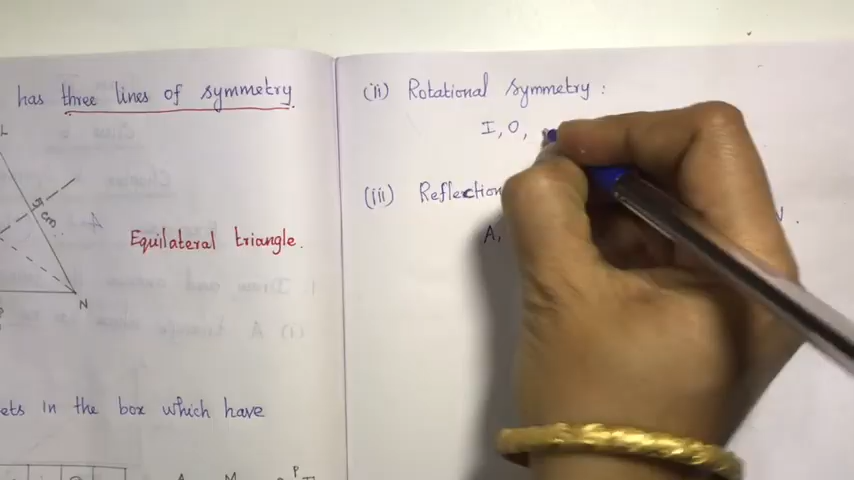 has three lines of symmetry
L
5 cm
N
Equilateral triangle.
ets in the box which have
A M P
(ii) Rotational symmetry :
I, O,
(iii) Reflection
A,